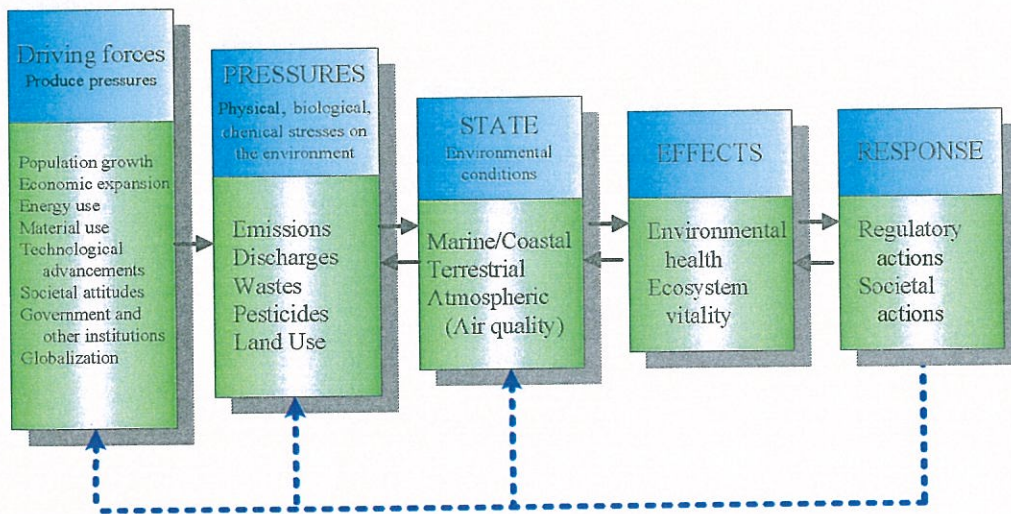 Driving forces
Produce pressures
Population growth
Economic expansion
Energy use
Material use
Technological
advancements
Societal attitudes
Government and
other institutions
Globalization
PRESSURES
Physical, biological,
chemical stresses on
the environment
Emissions
Discharges
Wastes
Pesticides
Land Use
STATE
Environmental
conditions
Marine/Coastal
Terrestrial
Atmospheric
(Air quality)
EFFECTS
Environmental
health
Ecosystem
vitality
RESPONSE
Regulatory
actions
Societal
actions